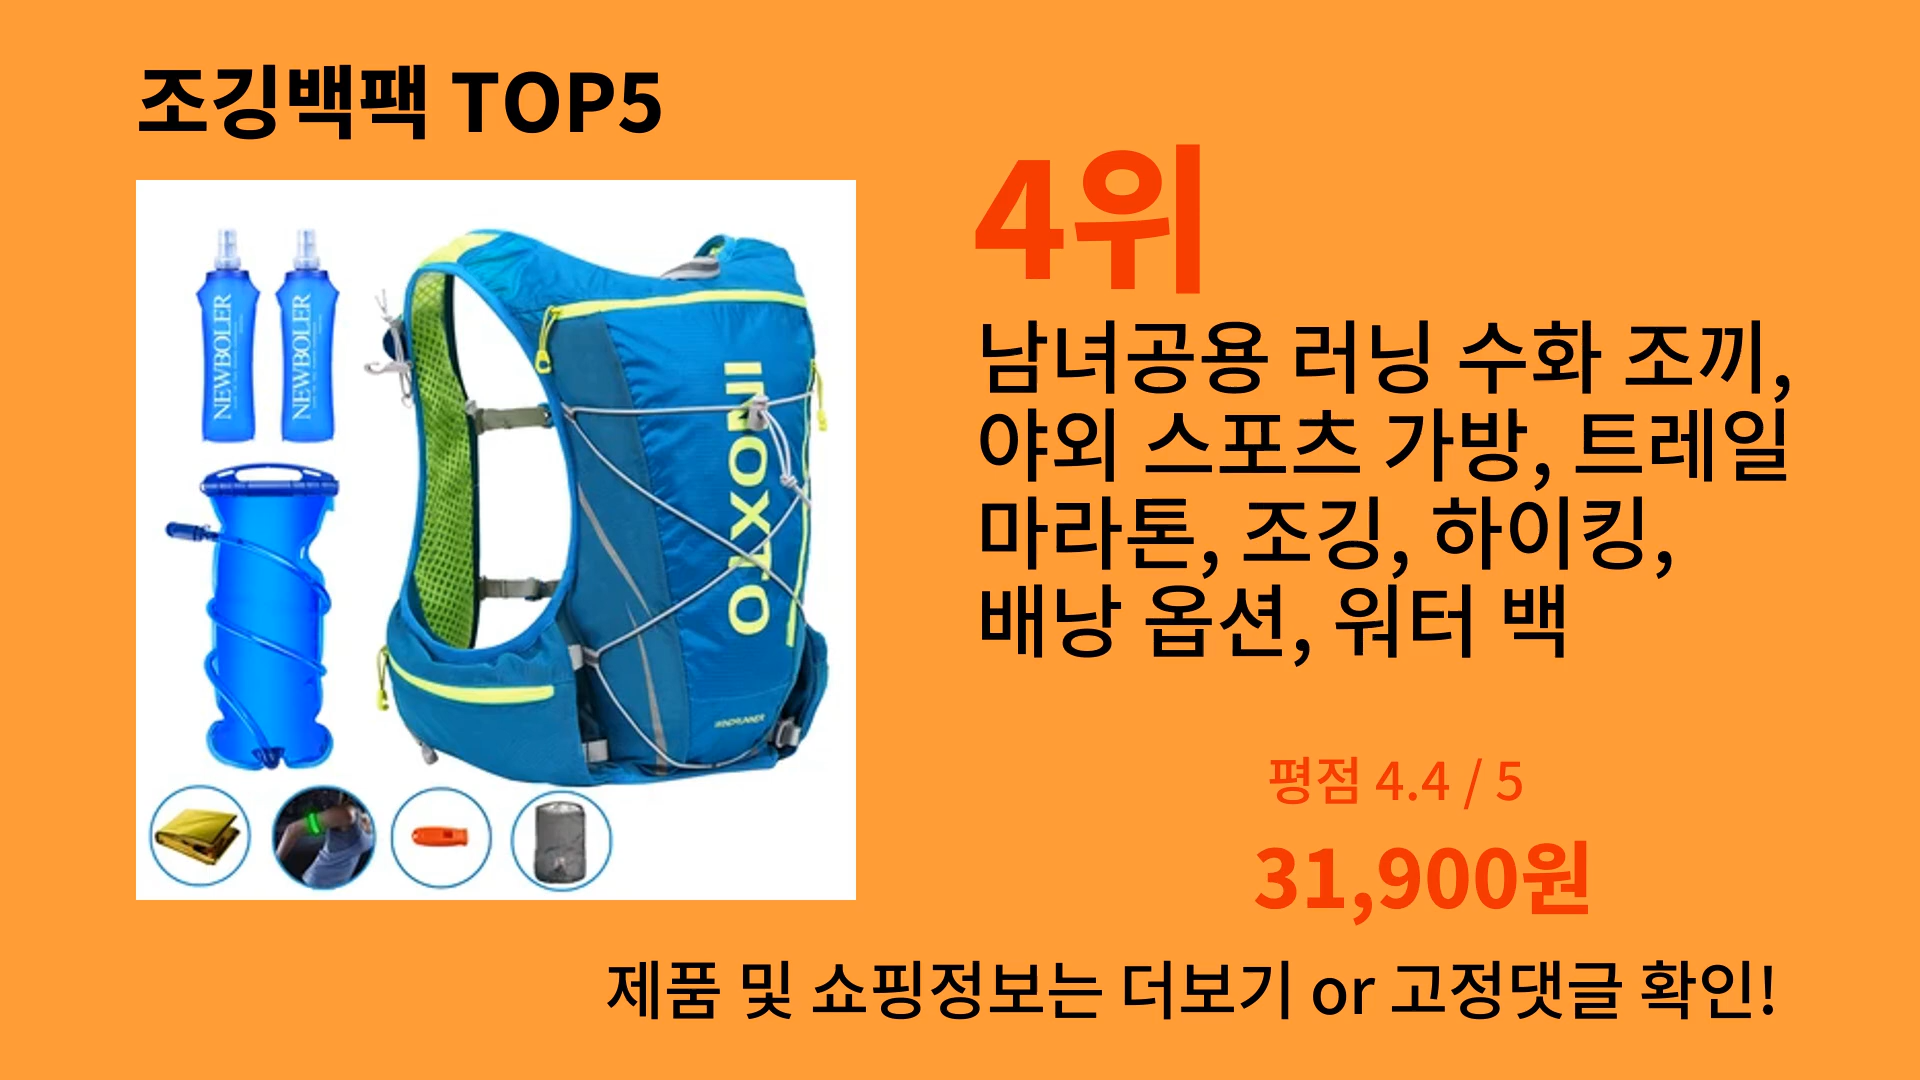 조깅백팩 TOP5
4위
남녀공용 러닝 수화 조끼,
야외 스포츠 가방, 트레일
마라톤, 조깅, 하이킹,
배낭 옵션, 워터 백
NEWBOLER
NEWBOLER
INOXTO
WINDRUNNER
평점 4.4 / 5
31,900원
제품 및 쇼핑정보는 더보기 or 고정댓글 확인!